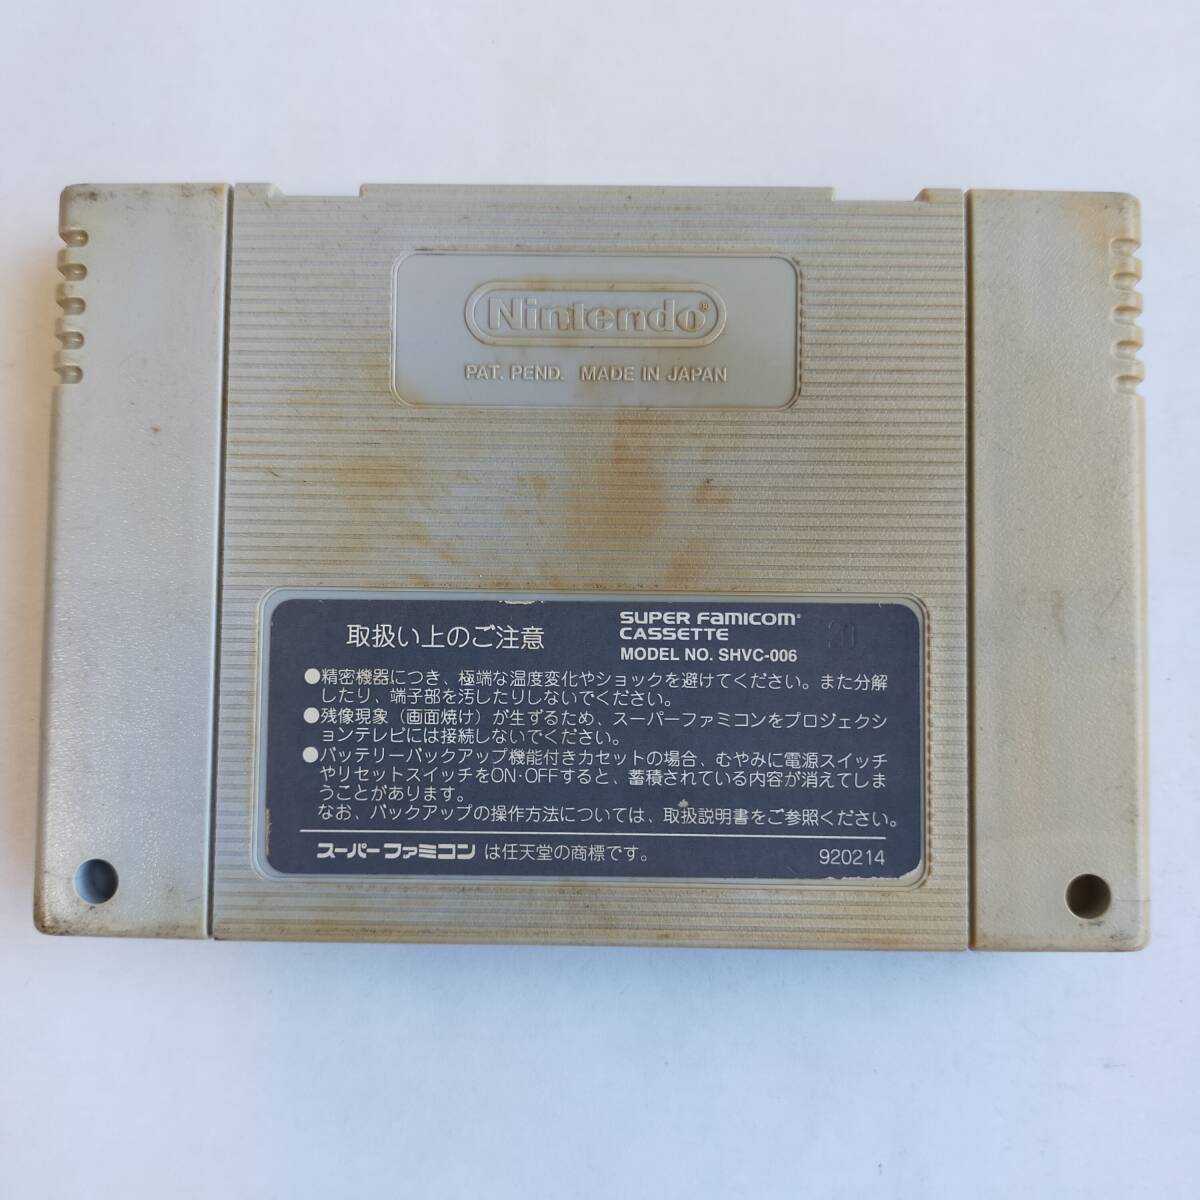 Nintendo®
PAT. PEND. MADE IN JAPAN
取扱い上のご注意
SUPER FAMICOM®
CASSETTE
MODEL NO. SHVC-006
20
●精密機器につき、極端な温度変化やショックを避けてください。また分解
したり、端子部を汚したりしないでください。
●残像現象（画面焼け）が生ずるため、スーパーファミコンをプロジェクシ
ョンテレビには接続しないでください。
●バッテリーバックアップ機能付きカセットの場合、むやみに電源スイッチ
やリセットスイッチをON・OFFすると、蓄積されている内容が消えてしま
うことがあります。
なお、バックアップの操作方法については、取扱説明書をご参照ください。
スーパーファミコンは任天堂の商標です。
920214